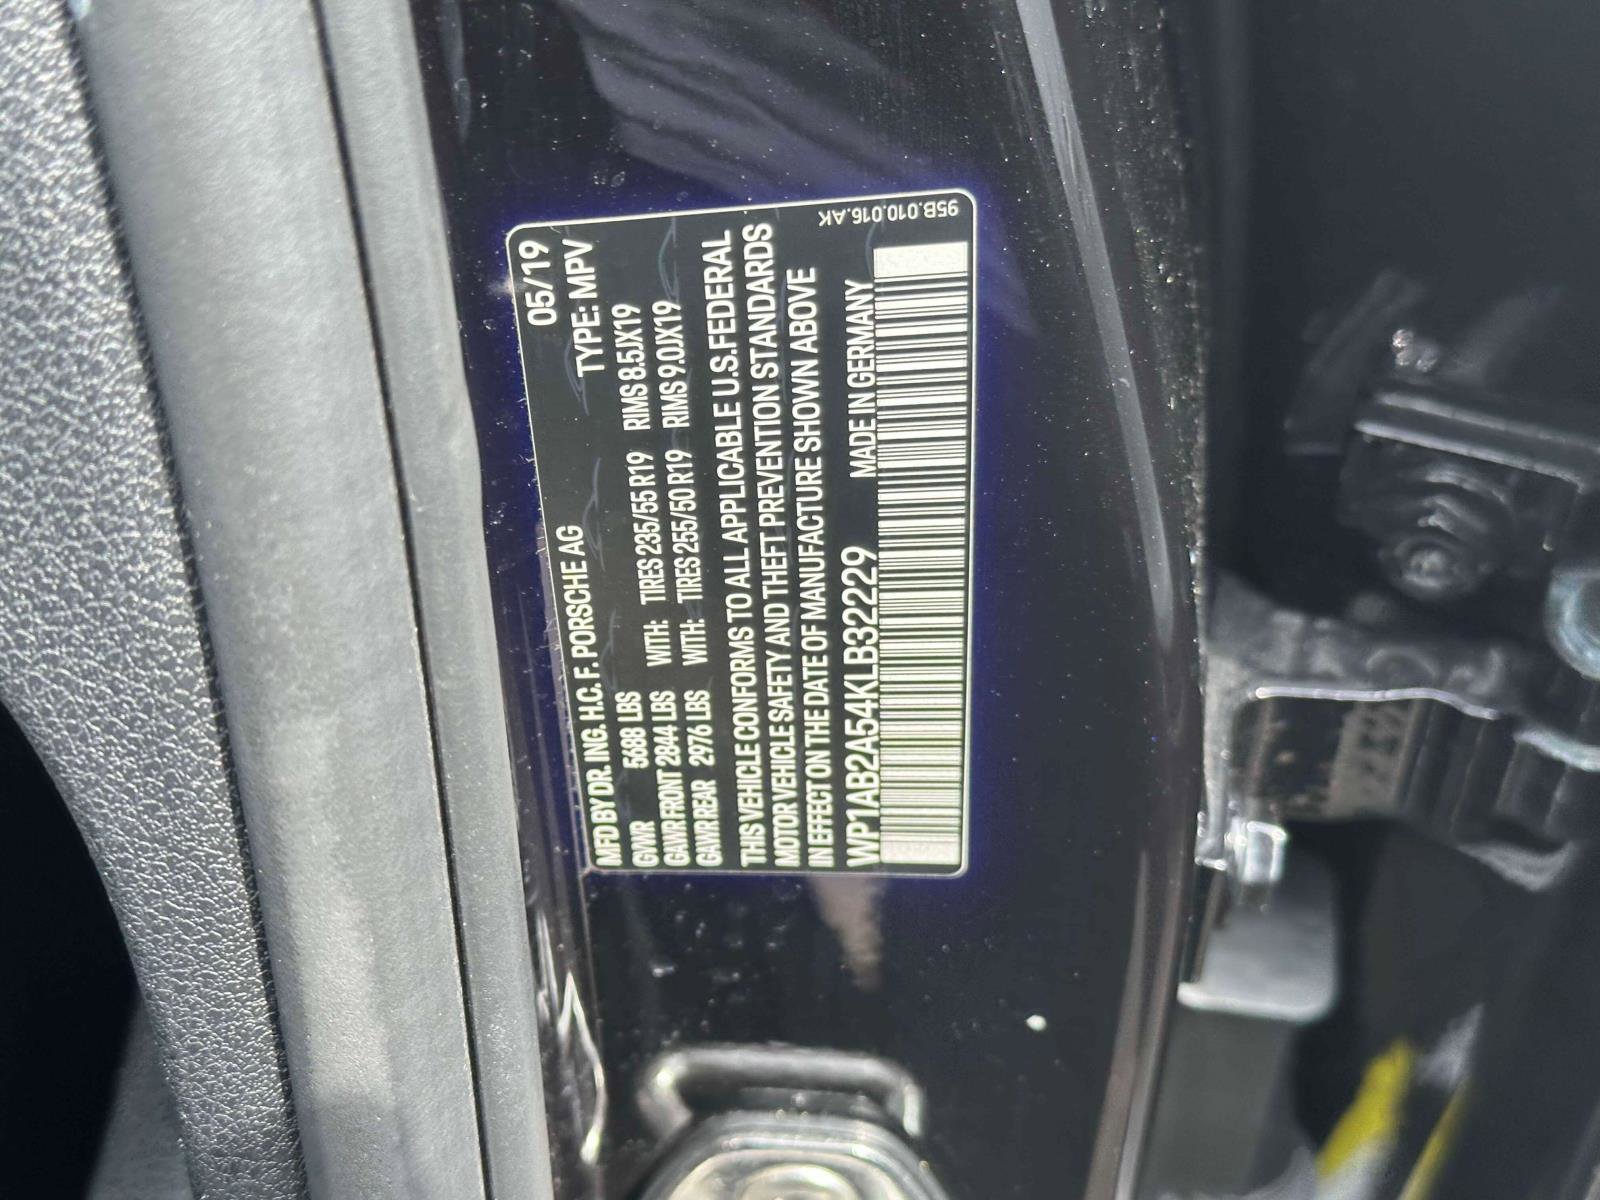 05/19
MFD BY DR. ING. H.C. F. PORSCHE AG TYPE: MPV
GVWR 5688 LBS
GAWR FRONT 2844 LBS WITH: TIRES 235/55 R19 RIMS 8.5JX19
GAWR REAR 2976 LBS WITH: TIRES 255/50 R19 RIMS 9.0JX19
THIS VEHICLE CONFORMS TO ALL APPLICABLE U.S. FEDERAL
MOTOR VEHICLE SAFETY AND THEFT PREVENTION STANDARDS
IN EFFECT ON THE DATE OF MANUFACTURE SHOWN ABOVE
WP1AB2A54KLB32229 MADE IN GERMANY
95B.010.016.AK